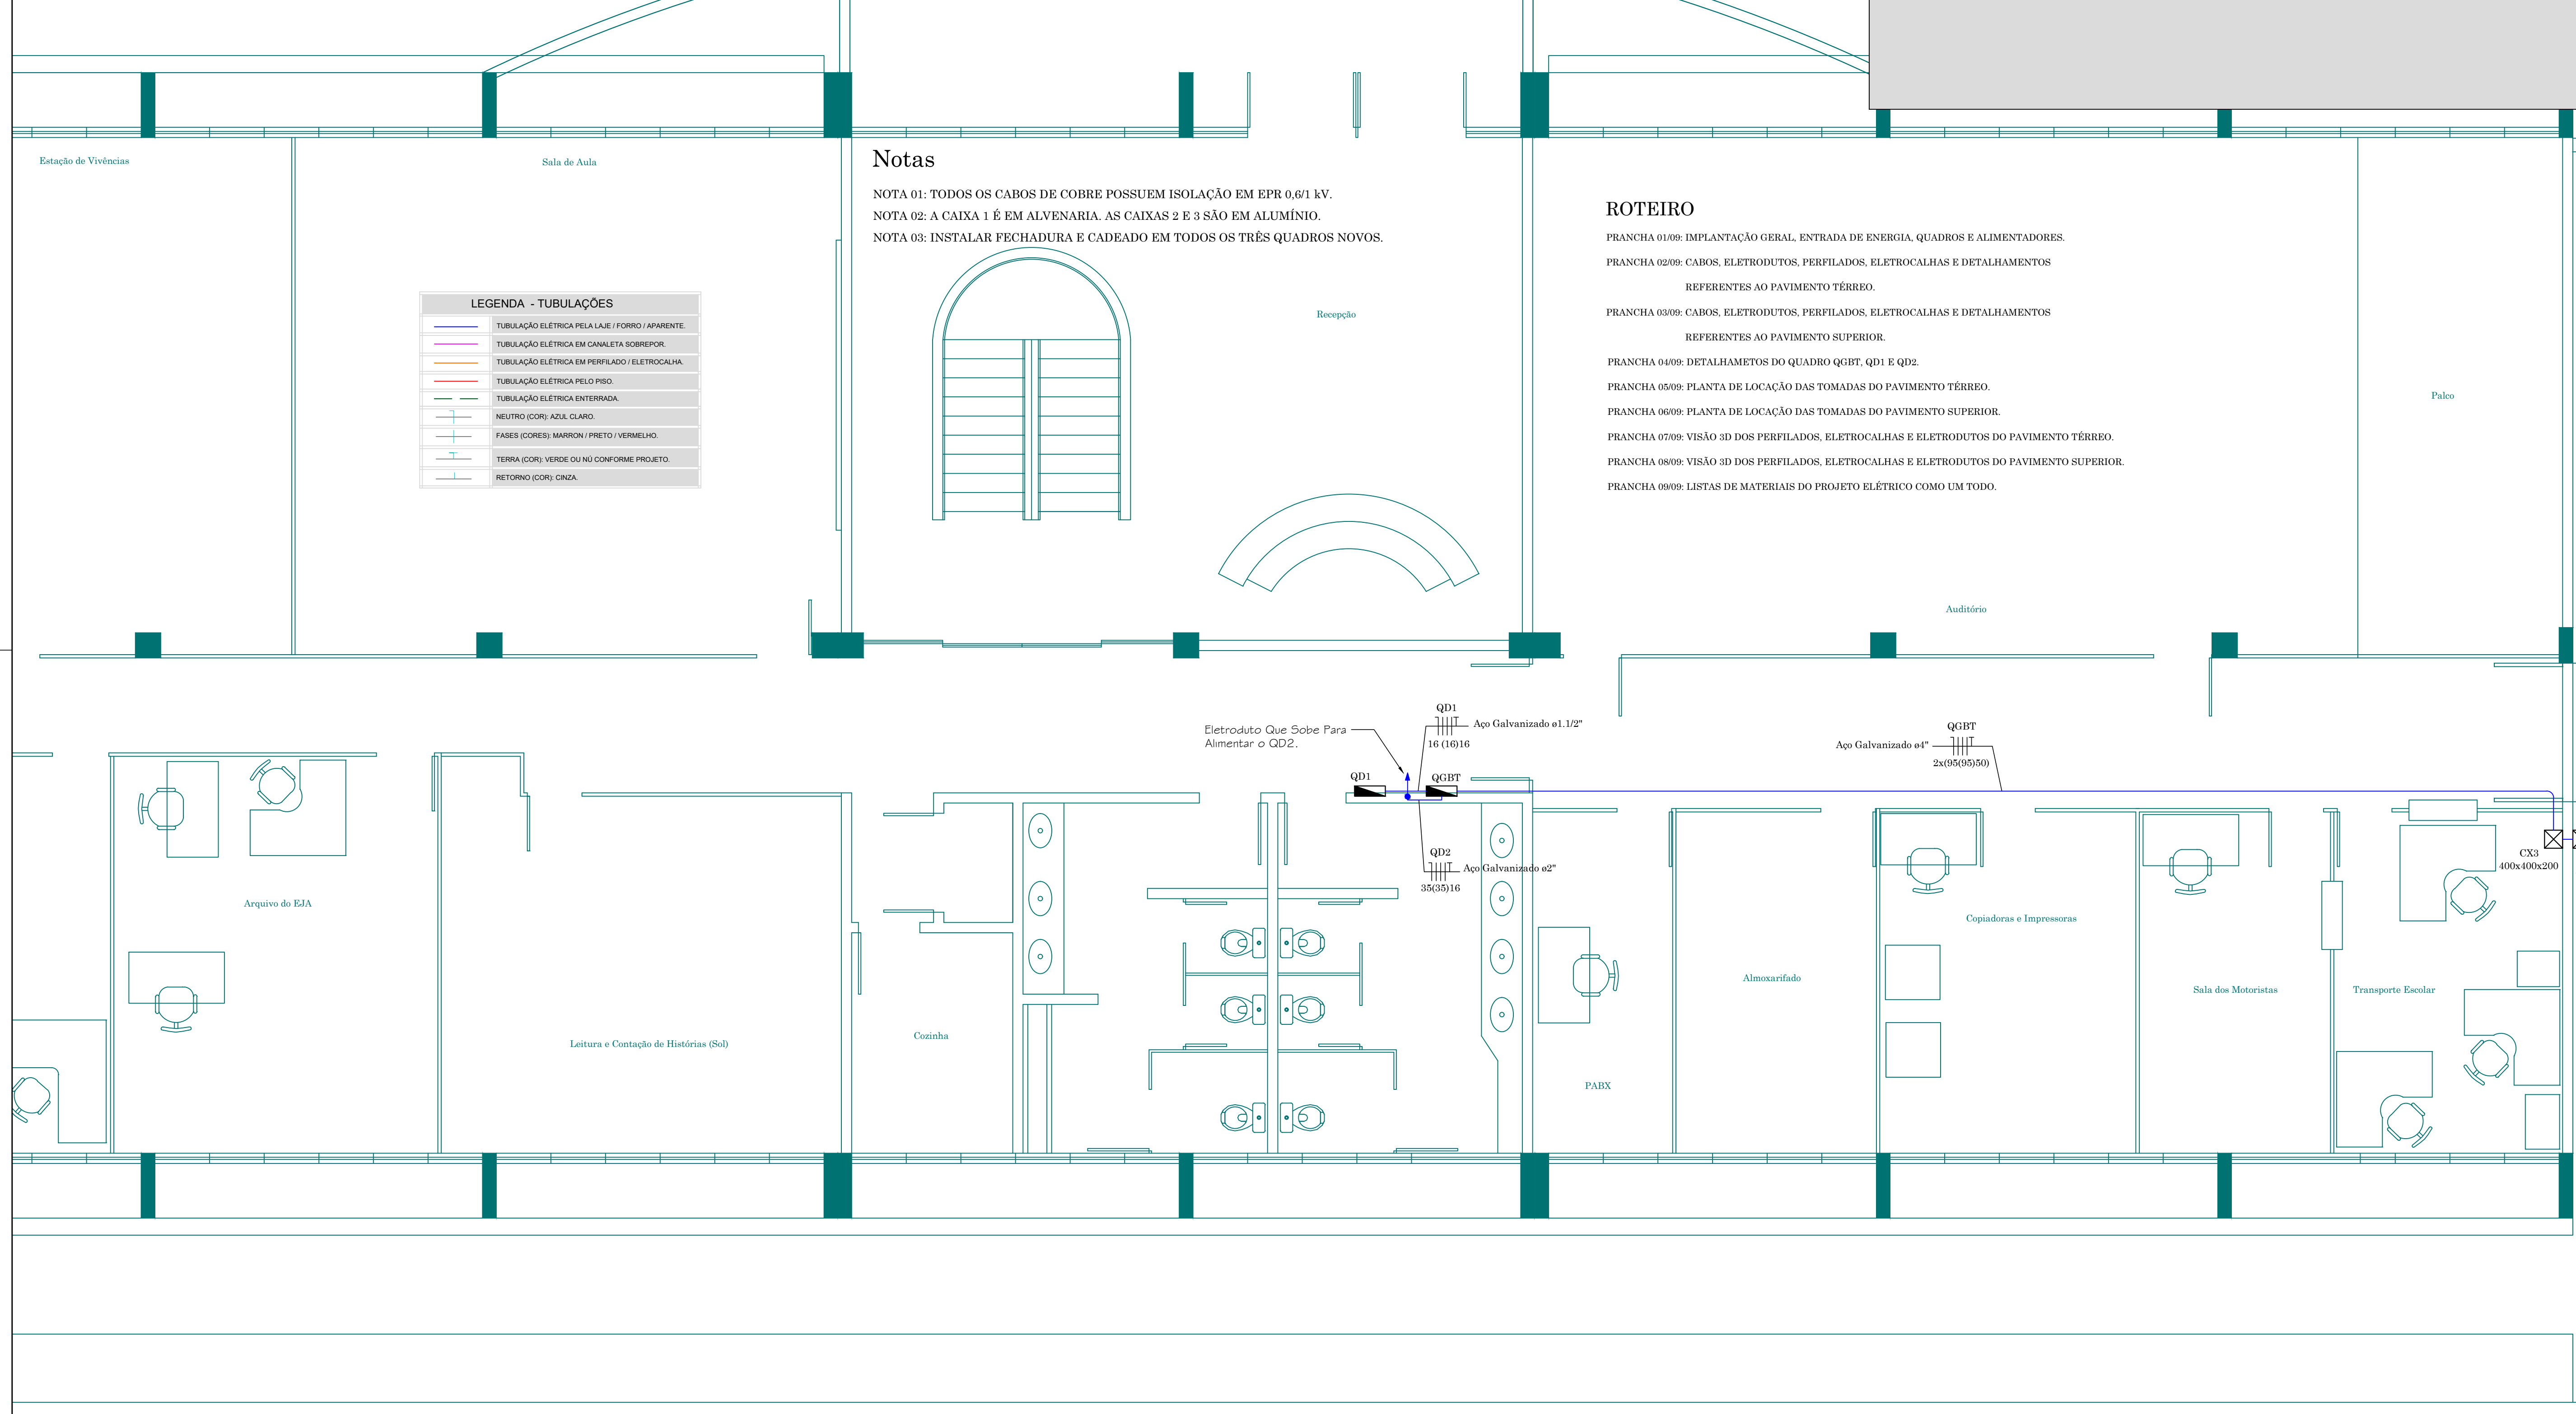 Estação de Vivências
Sala de Aula
Notas
NOTA 01: TODOS OS CABOS DE COBRE POSSUEM ISOLAÇÃO EM EPR 0,6/1 kV.
NOTA 02: A CAIXA 1 É EM ALVENARIA. AS CAIXAS 2 E 3 SÃO EM ALUMÍNIO.
NOTA 03: INSTALAR FECHADURA E CADEADO EM TODOS OS TRÊS QUADROS NOVOS.
ROTEIRO
PRANCHA 01/09: IMPLANTAÇÃO GERAL, ENTRADA DE ENERGIA, QUADROS E ALIMENTADORES.
PRANCHA 02/09: CABOS, ELETRODUTOS, PERFILADOS, ELETROCALHAS E DETALHAMENTOS
REFERENTES AO PAVIMENTO TÉRREO.
PRANCHA 03/09: CABOS, ELETRODUTOS, PERFILADOS, ELETROCALHAS E DETALHAMENTOS
REFERENTES AO PAVIMENTO SUPERIOR.
PRANCHA 04/09: DETALHAMETOS DO QUADRO QGBT, QD1 E QD2.
PRANCHA 05/09: PLANTA DE LOCAÇÃO DAS TOMADAS DO PAVIMENTO TÉRREO.
PRANCHA 06/09: PLANTA DE LOCAÇÃO DAS TOMADAS DO PAVIMENTO SUPERIOR.
PRANCHA 07/09: VISÃO 3D DOS PERFILADOS, ELETROCALHAS E ELETRODUTOS DO PAVIMENTO TÉRREO.
PRANCHA 08/09: VISÃO 3D DOS PERFILADOS, ELETROCALHAS E ELETRODUTOS DO PAVIMENTO SUPERIOR.
PRANCHA 09/09: LISTAS DE MATERIAIS DO PROJETO ELÉTRICO COMO UM TODO.
LEGENDA - TUBULAÇÕES
TUBULAÇÃO ELÉTRICA PELA LAJE / FORRO / APARENTE.
TUBULAÇÃO ELÉTRICA EM CANALETA SOBREPOR.
TUBULAÇÃO ELÉTRICA EM PERFILADO / ELETROCALHA.
TUBULAÇÃO ELÉTRICA PELO PISO.
TUBULAÇÃO ELÉTRICA ENTERRADA.
NEUTRO (COR): AZUL CLARO.
FASES (CORES): MARRON / PRETO / VERMELHO.
TERRA (COR): VERDE OU NÚ CONFORME PROJETO.
RETORNO (COR): CINZA.
Recepção
Palco
Auditório
Eletroduto Que Sobe Para
Alimentar o QD2.
QD1
Aço Galvanizado ø1.1/2"
16 (16)16
QGBT
Aço Galvanizado ø4"
2x(95(95)50)
QD1
QGBT
QD2
Aço Galvanizado ø2"
35(35)16
CX3
400x400x200
Arquivo do EJA
Copiadoras e Impressoras
Almoxarifado
Sala dos Motoristas
Transporte Escolar
Cozinha
Leitura e Contação de Histórias (Sol)
PABX